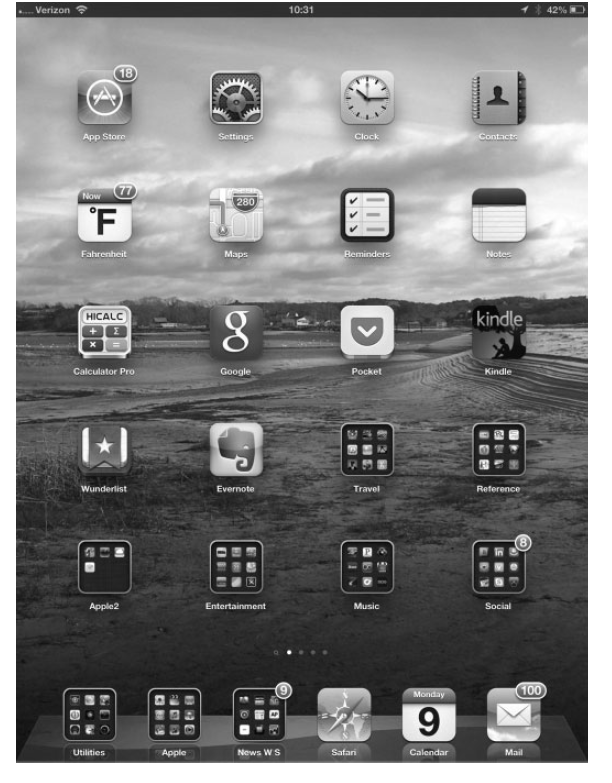 Verizon 10:31 42%
18
App Store Settings Clock Contacts
Now 77 280
°F
Fahrenheit Maps Reminders Notes
HICALC kindle
+ Σ g
× =
Calculator Pro Google Pocket Kindle
Wunderlist Evernote Travel Reference
8
Apple2 Entertainment Music Social
9 Monday 100
9
Utilities Apple News W S Safari Calendar Mail